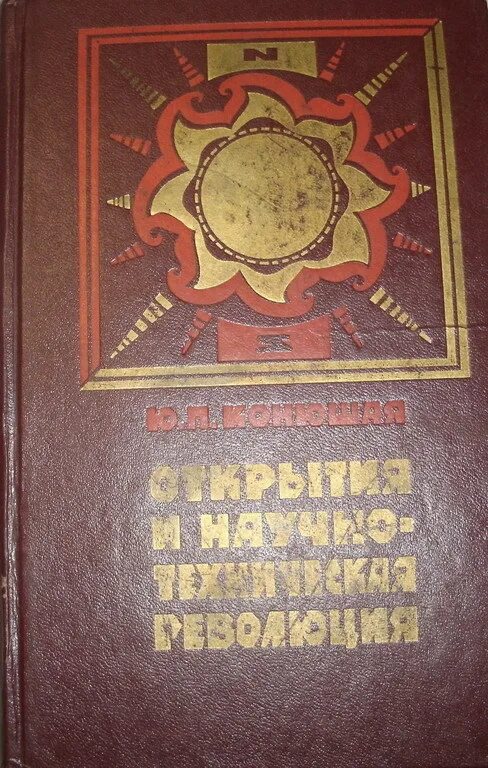 N
S
Ю.П.КОНЮШАЯ
ОТКРЫТИЯ
И НАУЧНО-
ТЕХНИЧЕСКАЯ
РЕВОЛЮЦИЯ